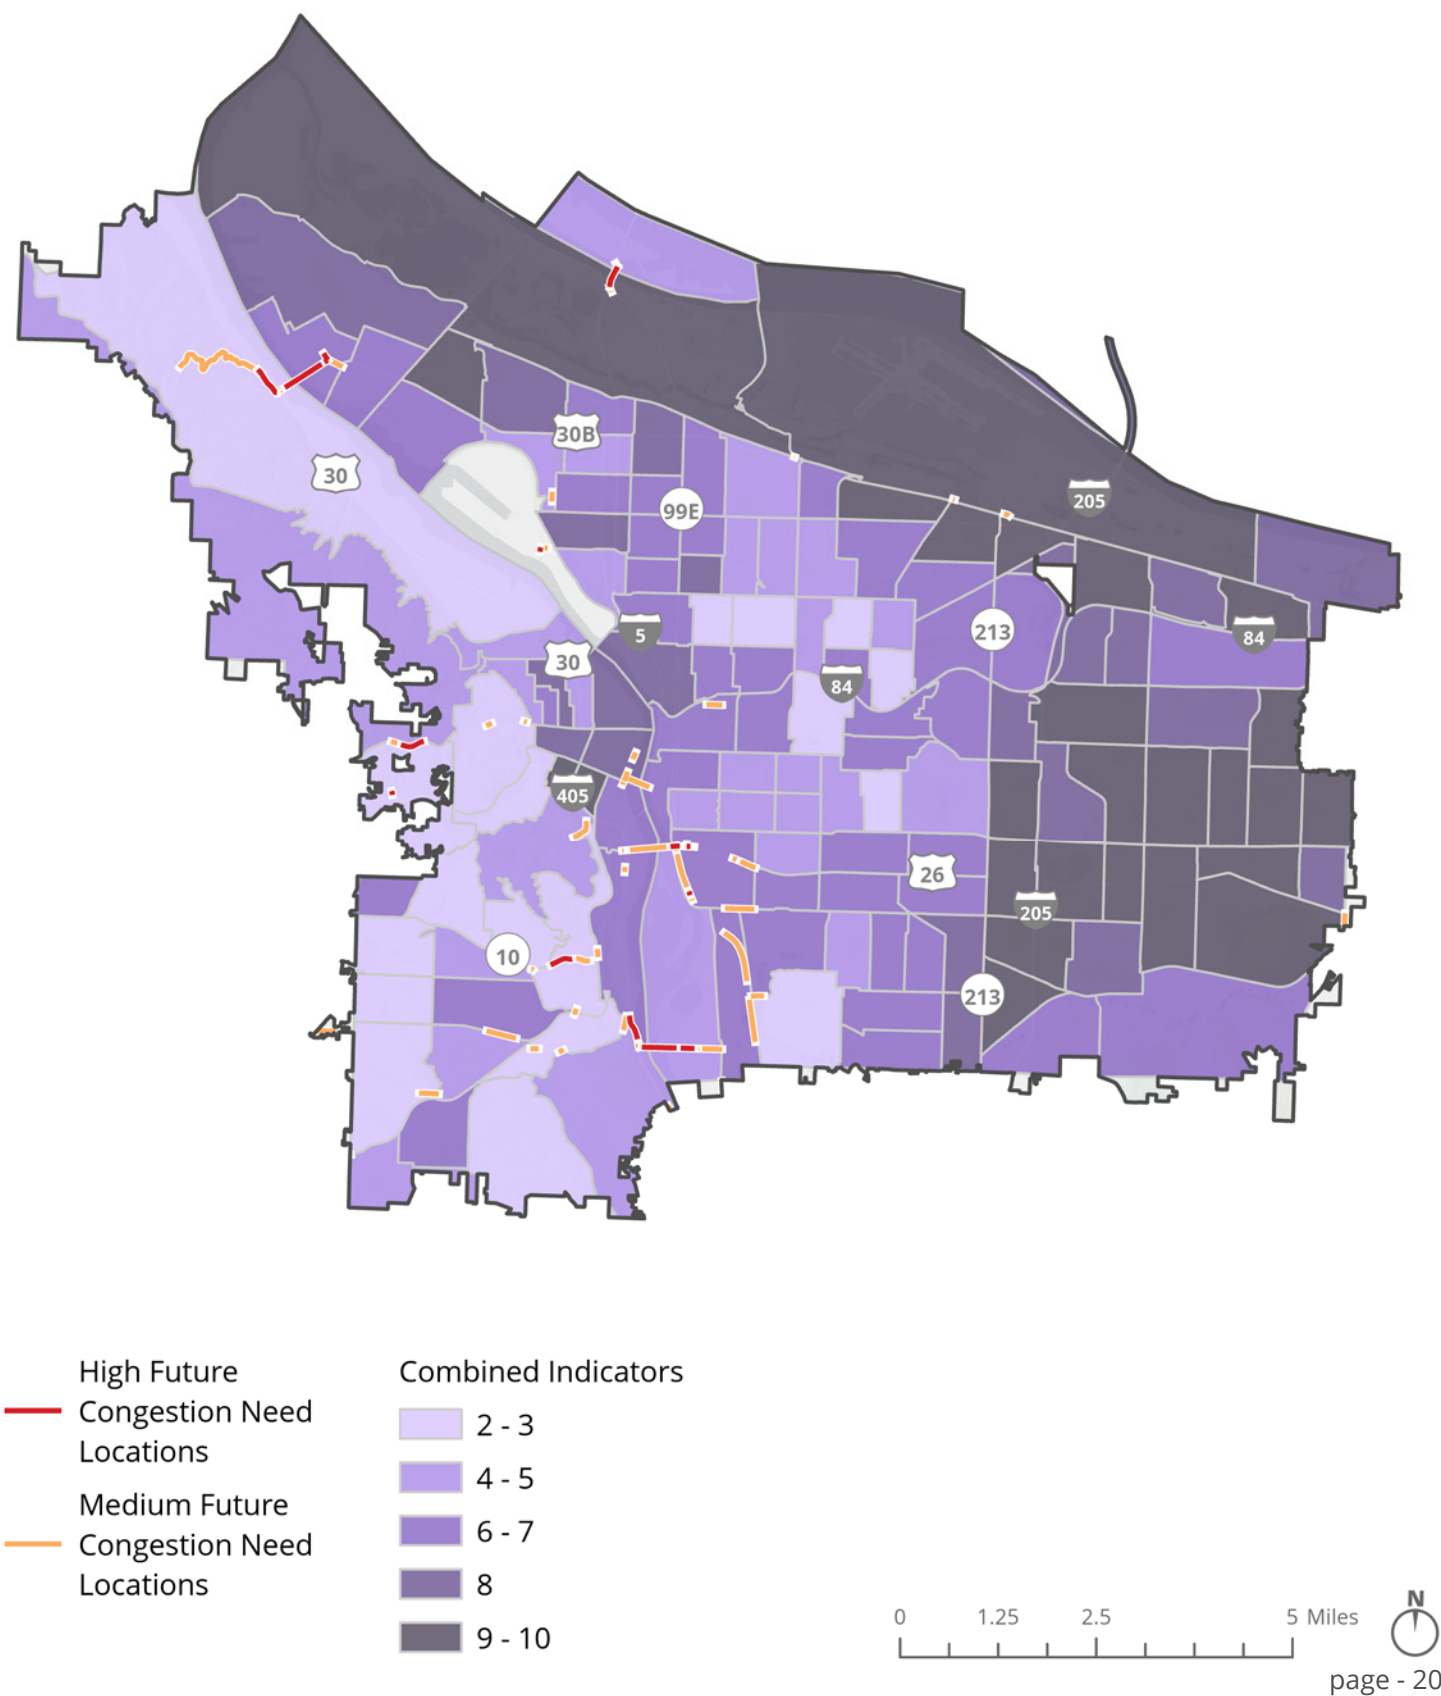 30B
30
99E
205
5
213
84
30
84
405
26
205
10
213
High Future
Congestion Need
Locations
Medium Future
Congestion Need
Locations
Combined Indicators
2 - 3
4 - 5
6 - 7
8
9 - 10
0 1.25 2.5 5 Miles
N
page - 20